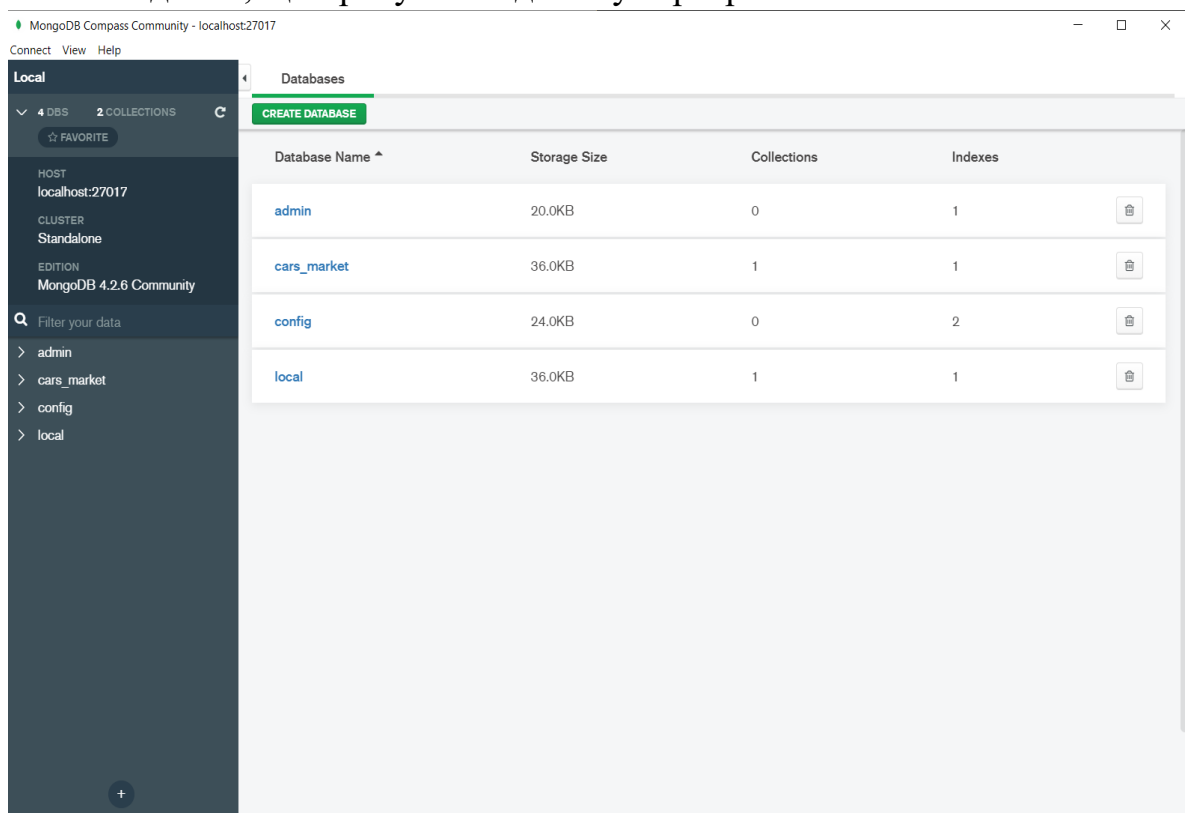 MongoDB Compass Community - localhost:27017
Connect View Help
Local
4 DBS 2 COLLECTIONS
FAVORITE
HOST
localhost:27017
CLUSTER
Standalone
EDITION
MongoDB 4.2.6 Community
Filter your data
admin
cars_market
config
local
Databases
CREATE DATABASE
Database Name Storage Size Collections Indexes
admin 20.0KB 0 1
cars_market 36.0KB 1 1
config 24.0KB 0 2
local 36.0KB 1 1